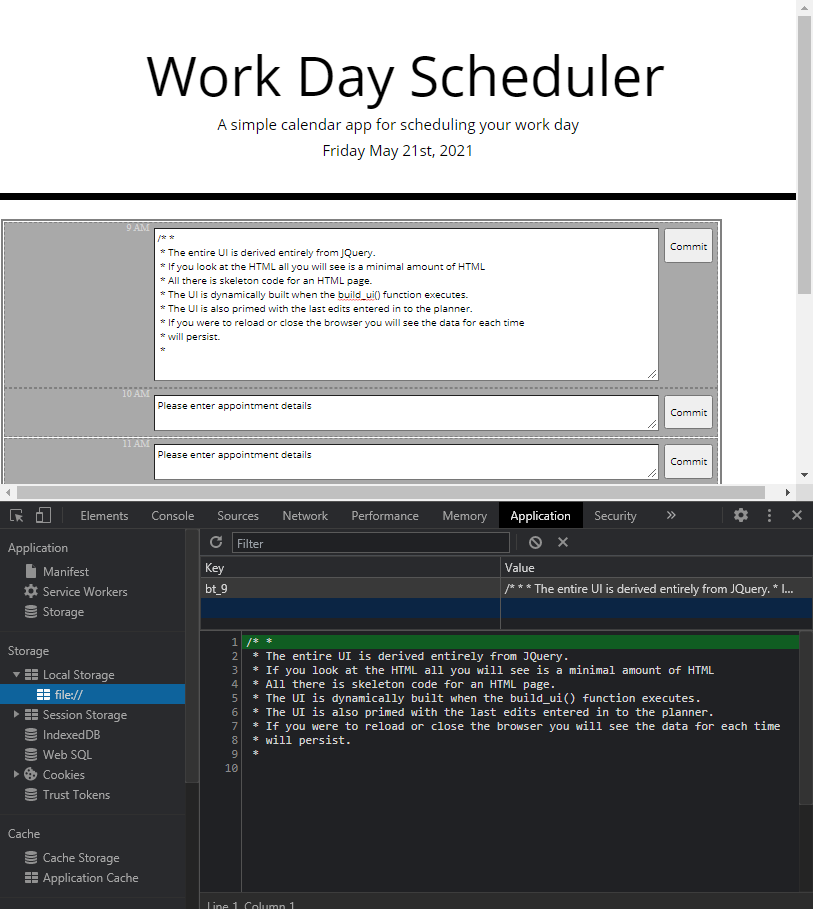 Work Day Scheduler
A simple calendar app for scheduling your work day
Friday May 21st, 2021
9 AM
/* *
* The entire UI is derived entirely from JQuery.
* If you look at the HTML all you will see is a minimal amount of HTML
* All there is skeleton code for an HTML page.
* The UI is dynamically built when the build_ui() function executes.
* The UI is also primed with the last edits entered in to the planner.
* If you were to reload or close the browser you will see the data for each time
* will persist.
*
Commit
10 AM
Please enter appointment details
Commit
11 AM
Please enter appointment details
Commit
Elements Console Sources Network Performance Memory Application Security »
Application
Manifest
Service Workers
Storage
Storage
Local Storage
file://
Session Storage
IndexedDB
Web SQL
Cookies
Trust Tokens
Cache
Cache Storage
Application Cache
Filter
Key Value
bt_9 /* * * The entire UI is derived entirely from JQuery. * I...
1 /* *
2 * The entire UI is derived entirely from JQuery.
3 * If you look at the HTML all you will see is a minimal amount of HTML
4 * All there is skeleton code for an HTML page.
5 * The UI is dynamically built when the build_ui() function executes.
6 * The UI is also primed with the last edits entered in to the planner.
7 * If you were to reload or close the browser you will see the data for each time
8 * will persist.
9 *
10
Line 1, Column 1